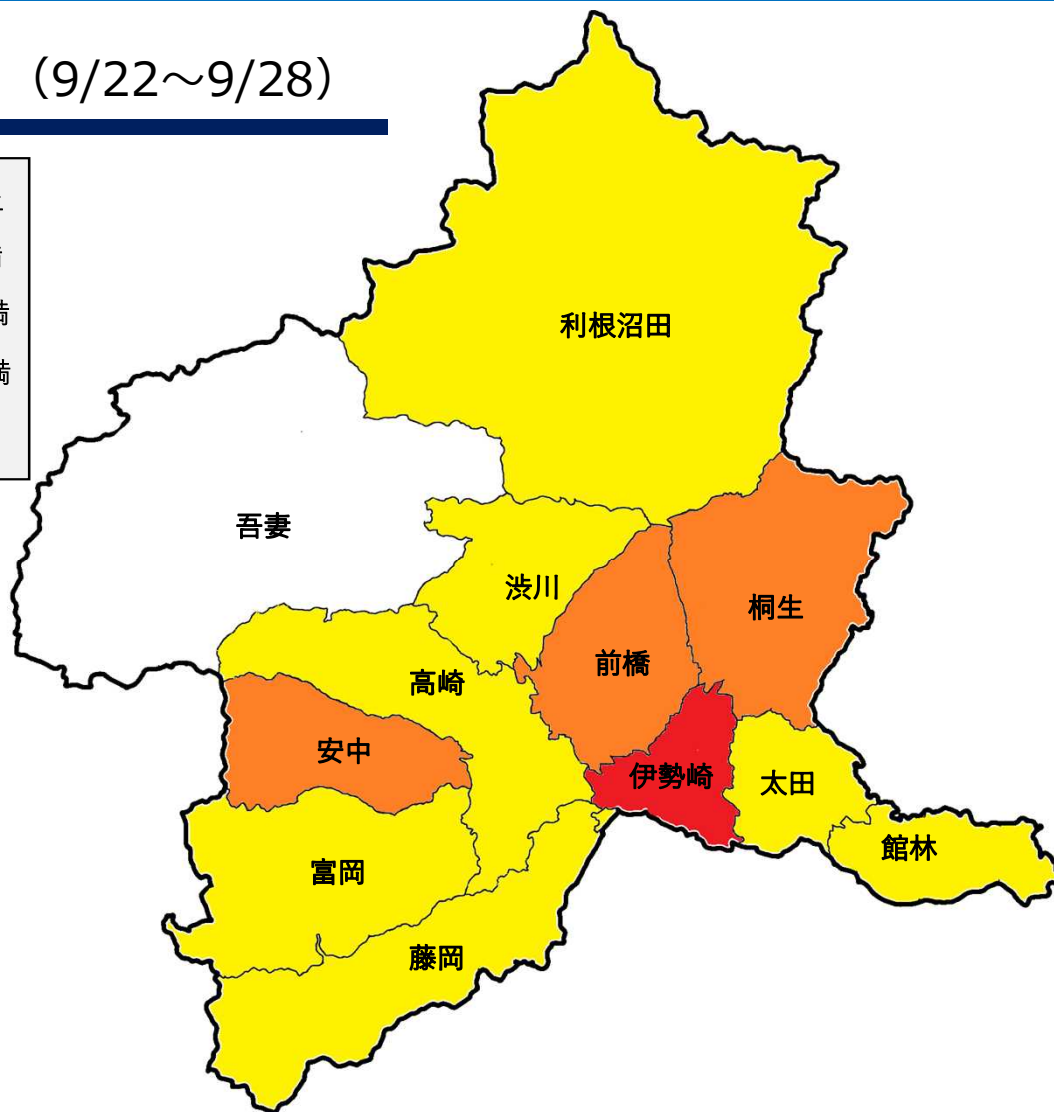 （9/22～9/28）
満
利根沼田
吾妻
渋川
桐生
前橋
高崎
安中
伊勢崎
太田
館林
富岡
藤岡